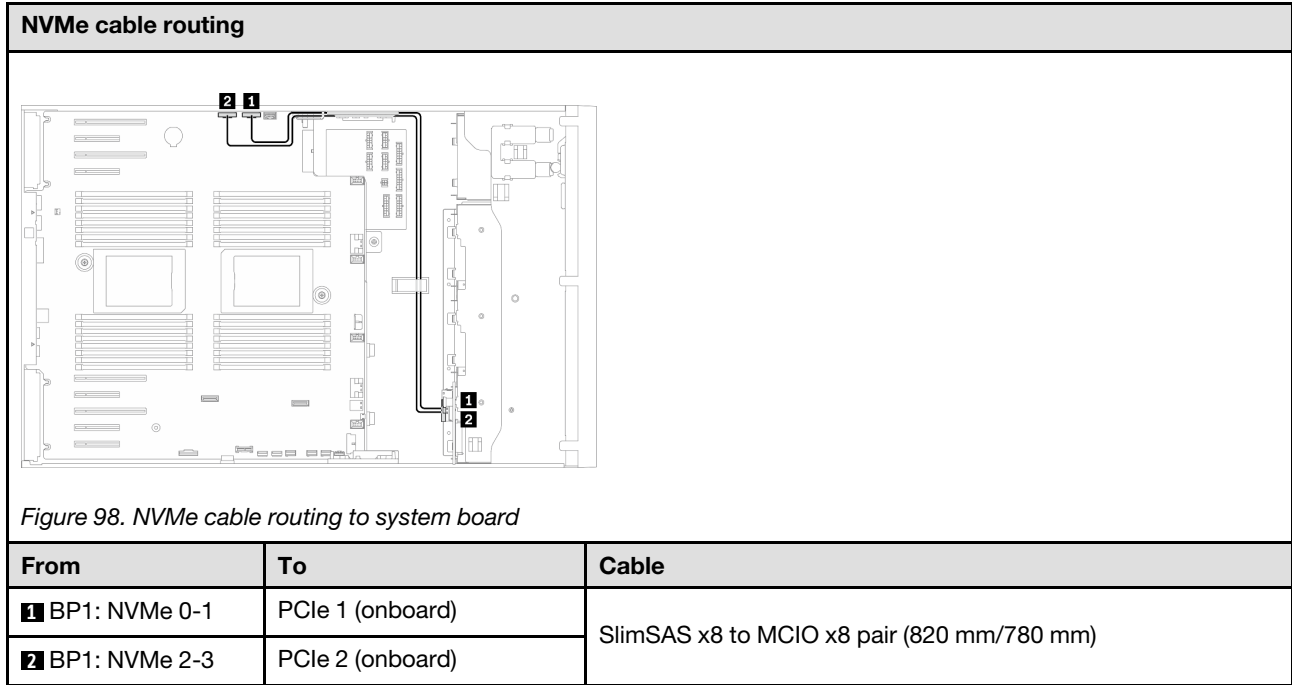 NVMe cable routing
2 1
1
2
Figure 98. NVMe cable routing to system board
From To Cable
1 BP1: NVMe 0-1 PCIe 1 (onboard) SlimSAS x8 to MCIO x8 pair (820 mm/780 mm)
2 BP1: NVMe 2-3 PCIe 2 (onboard)